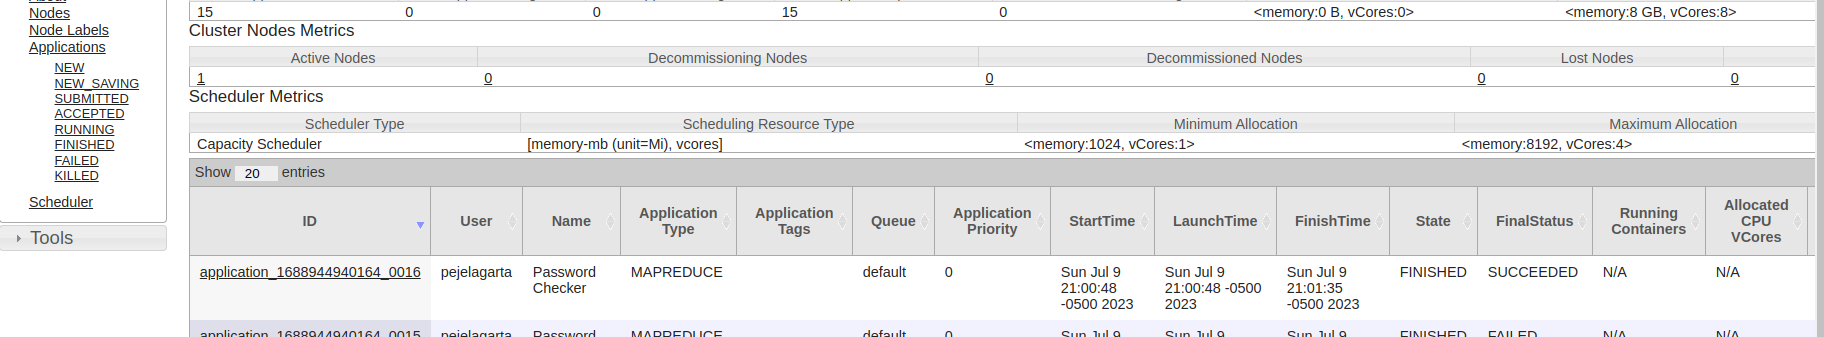 Nodes
Node Labels
Applications
NEW
NEW_SAVING
SUBMITTED
ACCEPTED
RUNNING
FINISHED
FAILED
KILLED
Scheduler
Tools
15 0 0 15 0 <memory:0 B, vCores:0> <memory:8 GB, vCores:8>
Cluster Nodes Metrics
Active Nodes Decommissioning Nodes Decommissioned Nodes Lost Nodes
1 0 0 0 0
Scheduler Metrics
Scheduler Type Scheduling Resource Type Minimum Allocation Maximum Allocation
Capacity Scheduler [memory-mb (unit=Mi), vcores] <memory:1024, vCores:1> <memory:8192, vCores:4>
Show 20 entries
ID User Name Application Type Application Tags Queue Application Priority StartTime LaunchTime FinishTime State FinalStatus Running Containers Allocated CPU VCores
application_1688944940164_0016 pejelagarta Password Checker MAPREDUCE default 0 Sun Jul 9 21:00:48 -0500 2023 Sun Jul 9 21:00:48 -0500 2023 Sun Jul 9 21:01:35 -0500 2023 FINISHED SUCCEEDED N/A N/A
application_1688944940164_0015 pejelagarta Password MAPREDUCE default 0 Sun Jul 9 Sun Jul 9 Sun Jul 9 FINISHED FAILED N/A N/A